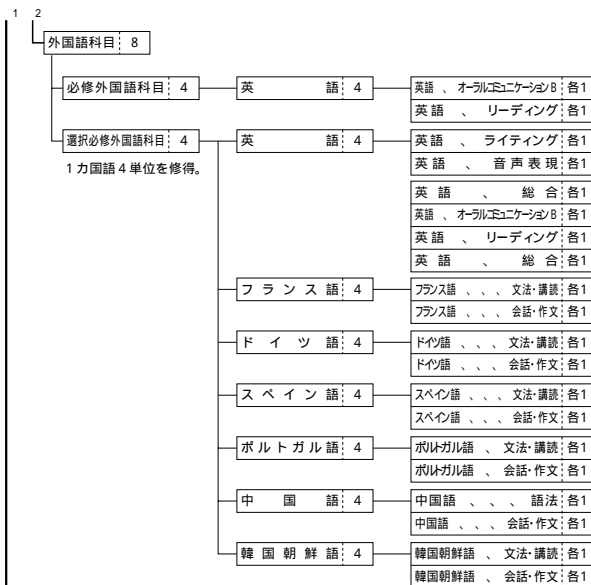 1 2
外国語科目 8
必修外国語科目 4 英語 4 英語 、 オーラルコミュニケーションB 各1
英語 、 リーディング 各1
選択必修外国語科目 4 英語 4 英語 、 ライティング 各1
1カ国語4単位を修得。 英語 、 音声表現 各1
英語 、 総合 各1
英語 、 オーラルコミュニケーションB 各1
英語 、 リーディング 各1
英語 、 総合 各1
フランス語 4 フランス語 、 、 、 文法・講読 各1
フランス語 、 、 、 会話・作文 各1
ドイツ語 4 ドイツ語 、 、 、 文法・講読 各1
ドイツ語 、 、 、 会話・作文 各1
スペイン語 4 スペイン語 、 、 、 文法・講読 各1
スペイン語 、 、 、 会話・作文 各1
ポルトガル語 4 ポルトガル語 、 文法・講読 各1
ポルトガル語 、 会話・作文 各1
中国語 4 中国語 、 、 、 語法 各1
中国語 、 、 、 会話・作文 各1
韓国朝鮮語 4 韓国朝鮮語 、 文法・講読 各1
韓国朝鮮語 、 会話・作文 各1